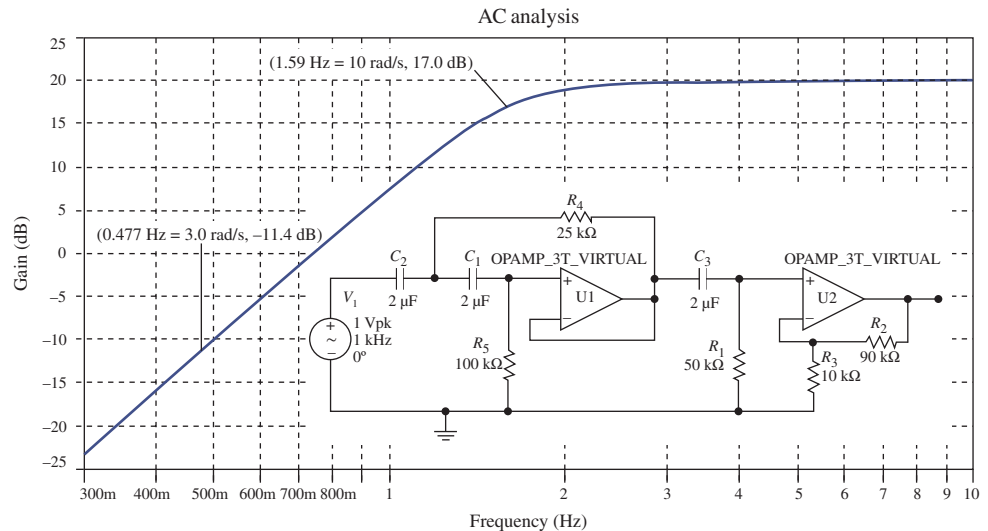 AC analysis
25
20
15
10
5
0
–5
–10
–15
–20
–25
Gain (dB)
(1.59 Hz = 10 rad/s, 17.0 dB)
(0.477 Hz = 3.0 rad/s, –11.4 dB)
R4
25 kΩ
C2
2 μF
C1
2 μF
OPAMP_3T_VIRTUAL
+
–
U1
C3
2 μF
OPAMP_3T_VIRTUAL
+
–
U2
V1
+
~
–
1 Vpk
1 kHz
0º
R5
100 kΩ
R1
50 kΩ
R2
90 kΩ
R3
10 kΩ
300m 400m 500m 600m 700m 800m 1 2 3 4 5 6 7 8 9 10
Frequency (Hz)